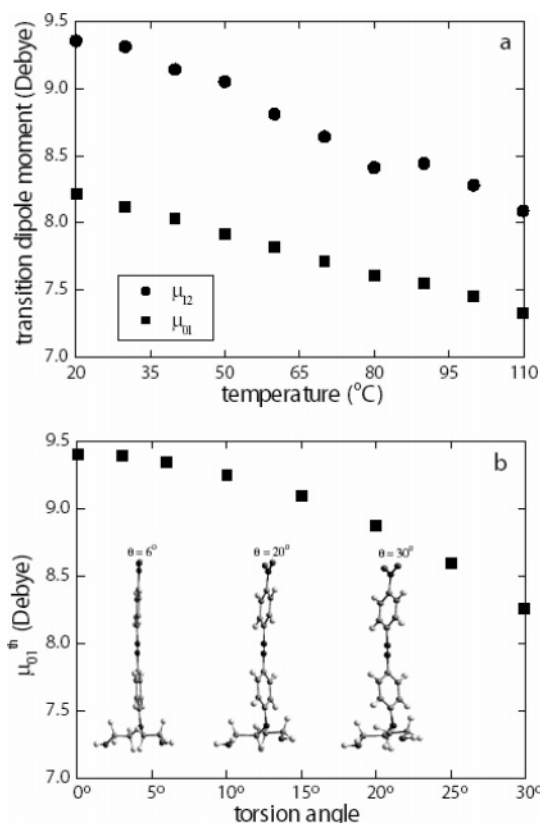 9.5
a
9.0
8.5
8.0
7.5
7.0
transition dipole moment (Debye)
μ12
μ01
20 35 50 65 80 95 110
temperature (°C)
9.5
b
9.0
8.5
8.0
7.5
7.0
μ01th (Debye)
θ = 6° θ = 20° θ = 30°
0° 5° 10° 15° 20° 25° 30°
torsion angle